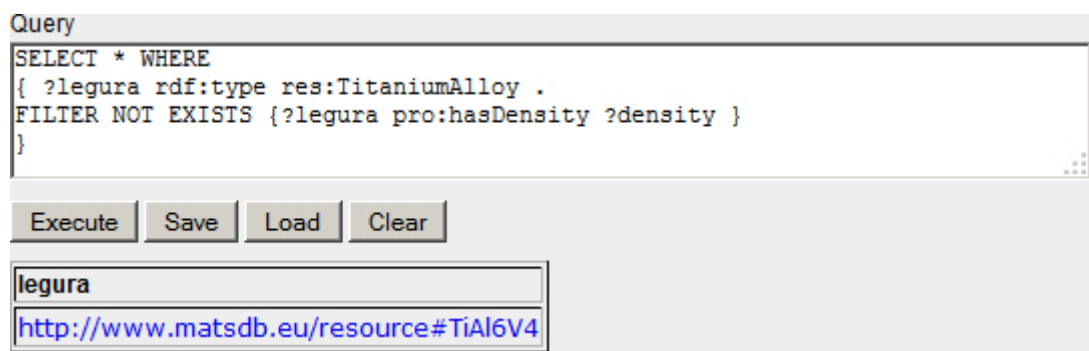 Query
SELECT * WHERE
{ ?legura rdf:type res:TitaniumAlloy .
FILTER NOT EXISTS {?legura pro:hasDensity ?density }
}
Execute Save Load Clear
legura
http://www.matsdb.eu/resource#TiAl6V4